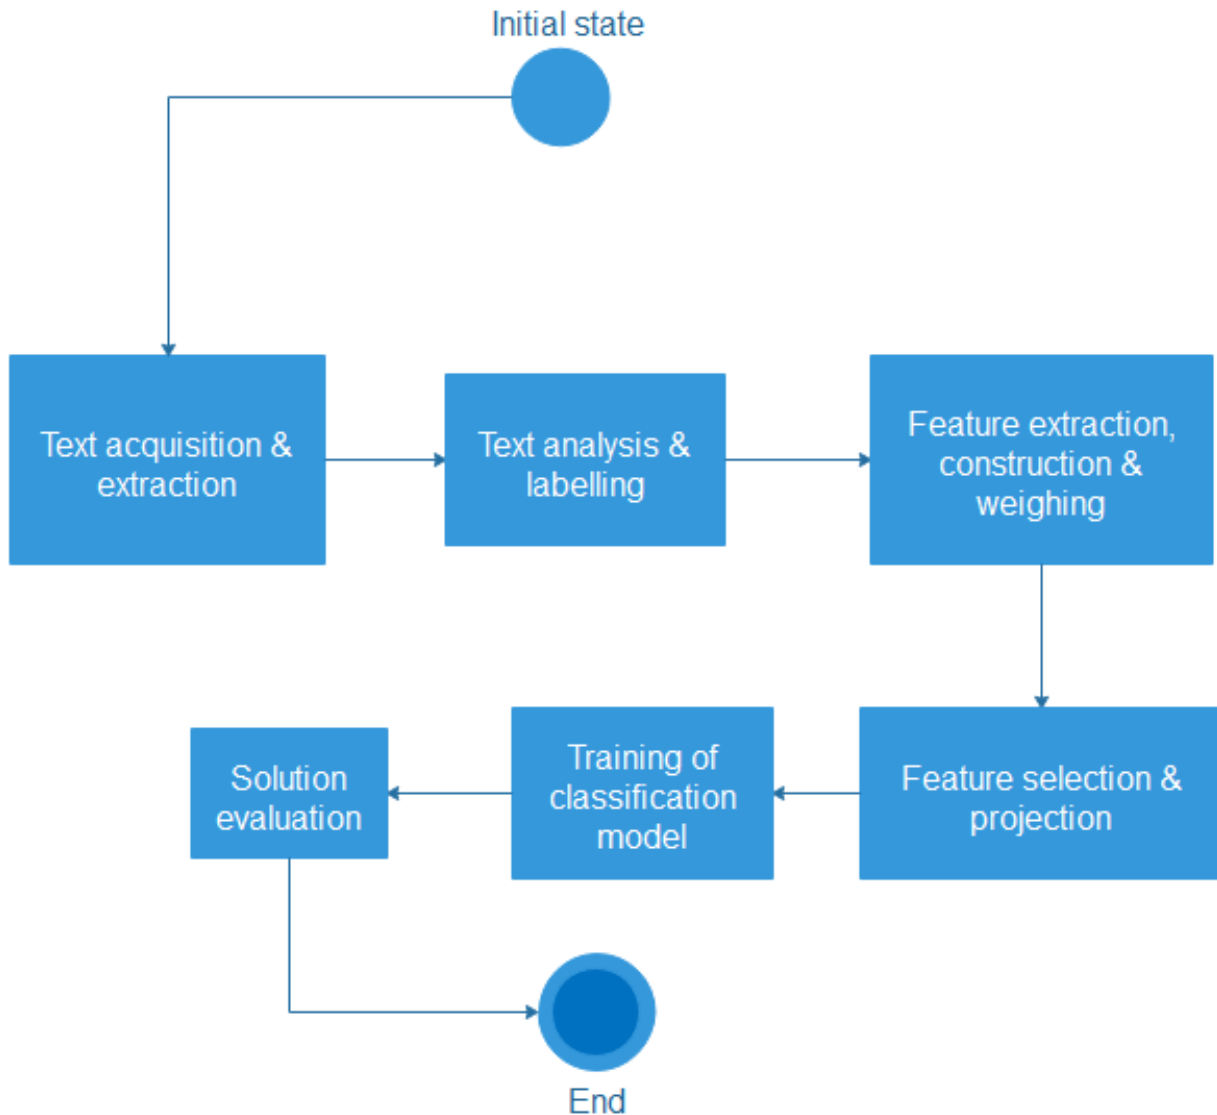 Initial state
Text acquisition &
extraction
Text analysis &
labelling
Feature extraction,
construction &
weighing
Feature selection &
projection
Training of
classification
model
Solution
evaluation
End